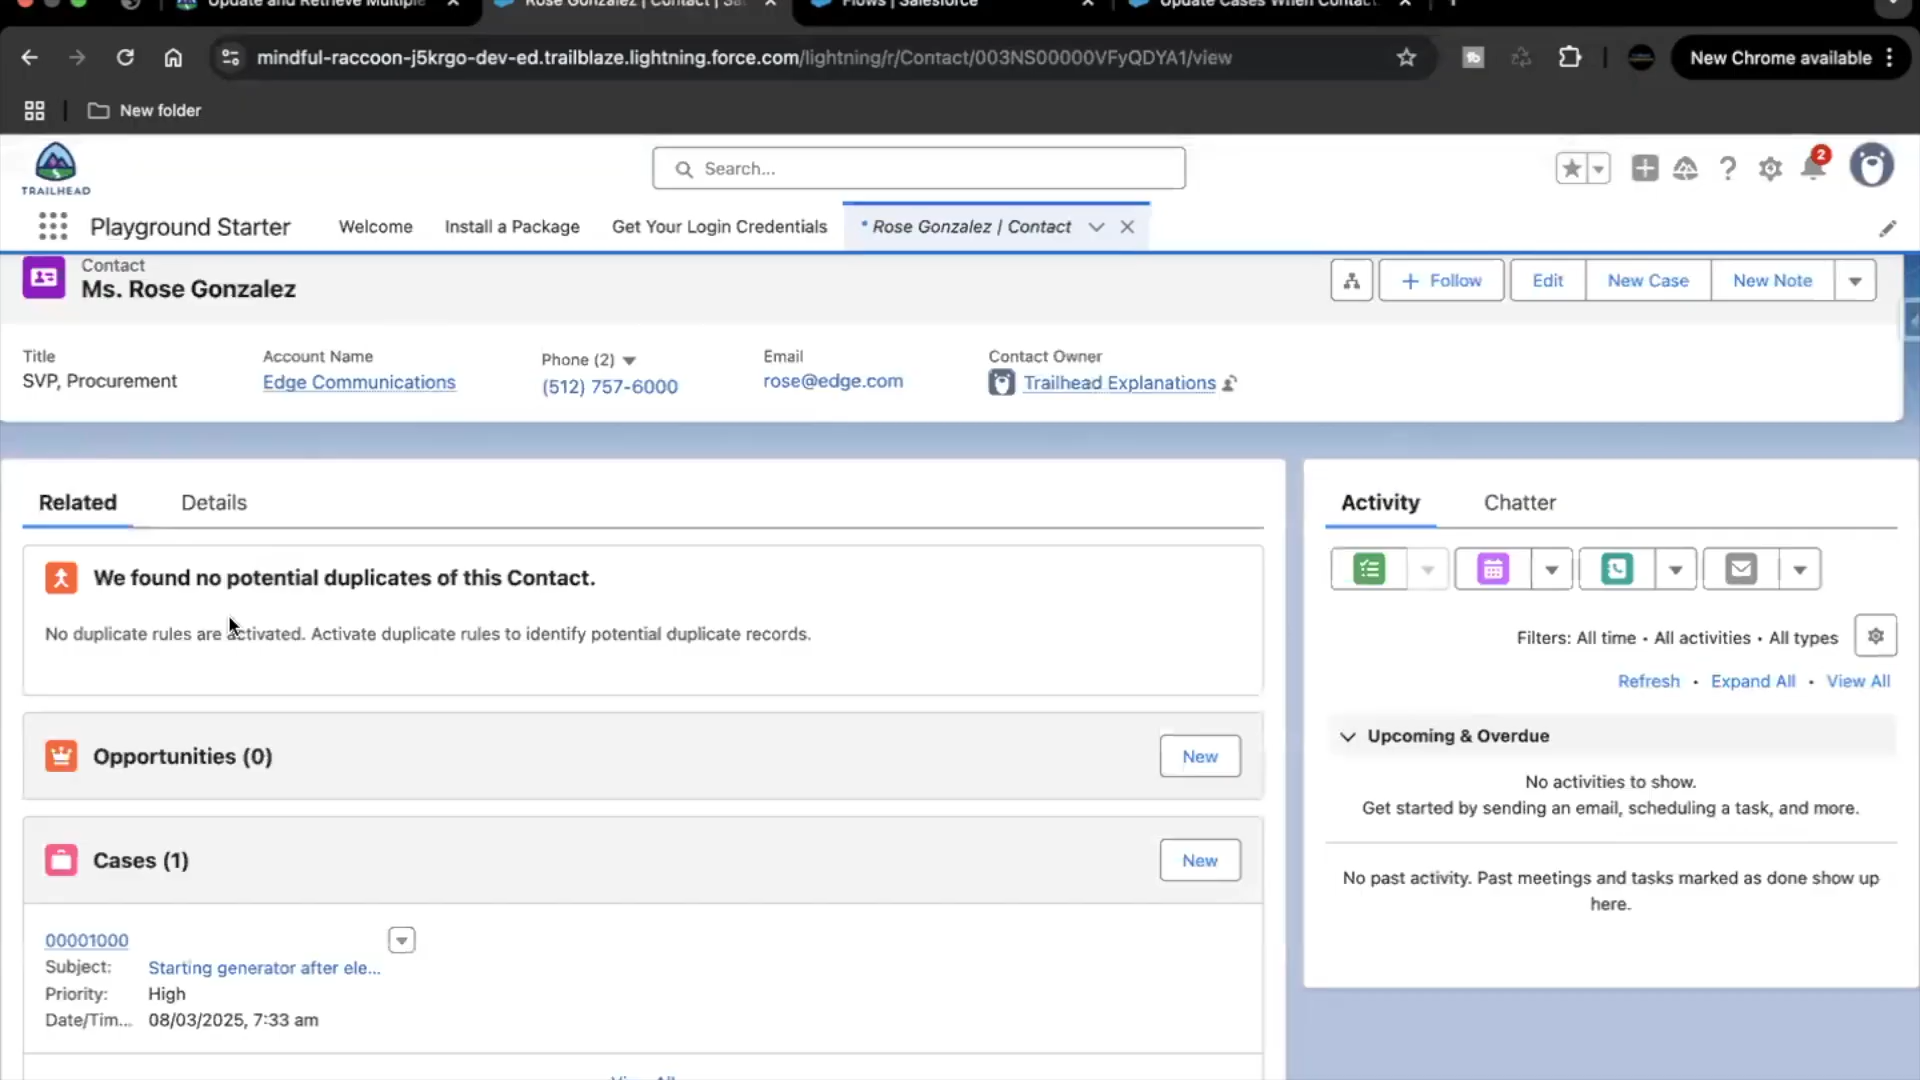 Update and Retrieve Multiple
Rose Gonzalez | Contact | Sa
Flows | Salesforce
Update Cases When Contac
mindful-raccoon-j5krgo-dev-ed.trailblaze.lightning.force.com/lightning/r/Contact/003NS00000VFyQDYA1/view
New Chrome available
New folder
TRAILHEAD
Search...
2
Playground Starter
Welcome
Install a Package
Get Your Login Credentials
* Rose Gonzalez | Contact
Contact
Ms. Rose Gonzalez
Follow
Edit
New Case
New Note
Title
SVP, Procurement
Account Name
Edge Communications
Phone (2)
(512) 757-6000
Email
rose@edge.com
Contact Owner
Trailhead Explanations
Related
Details
We found no potential duplicates of this Contact.
No duplicate rules are activated. Activate duplicate rules to identify potential duplicate records.
Opportunities (0)
New
Cases (1)
New
00001000
Subject: Starting generator after ele...
Priority: High
Date/Tim... 08/03/2025, 7:33 am
View All
Activity
Chatter
Filters: All time • All activities • All types
Refresh • Expand All • View All
Upcoming & Overdue
No activities to show.
Get started by sending an email, scheduling a task, and more.
No past activity. Past meetings and tasks marked as done show up
here.